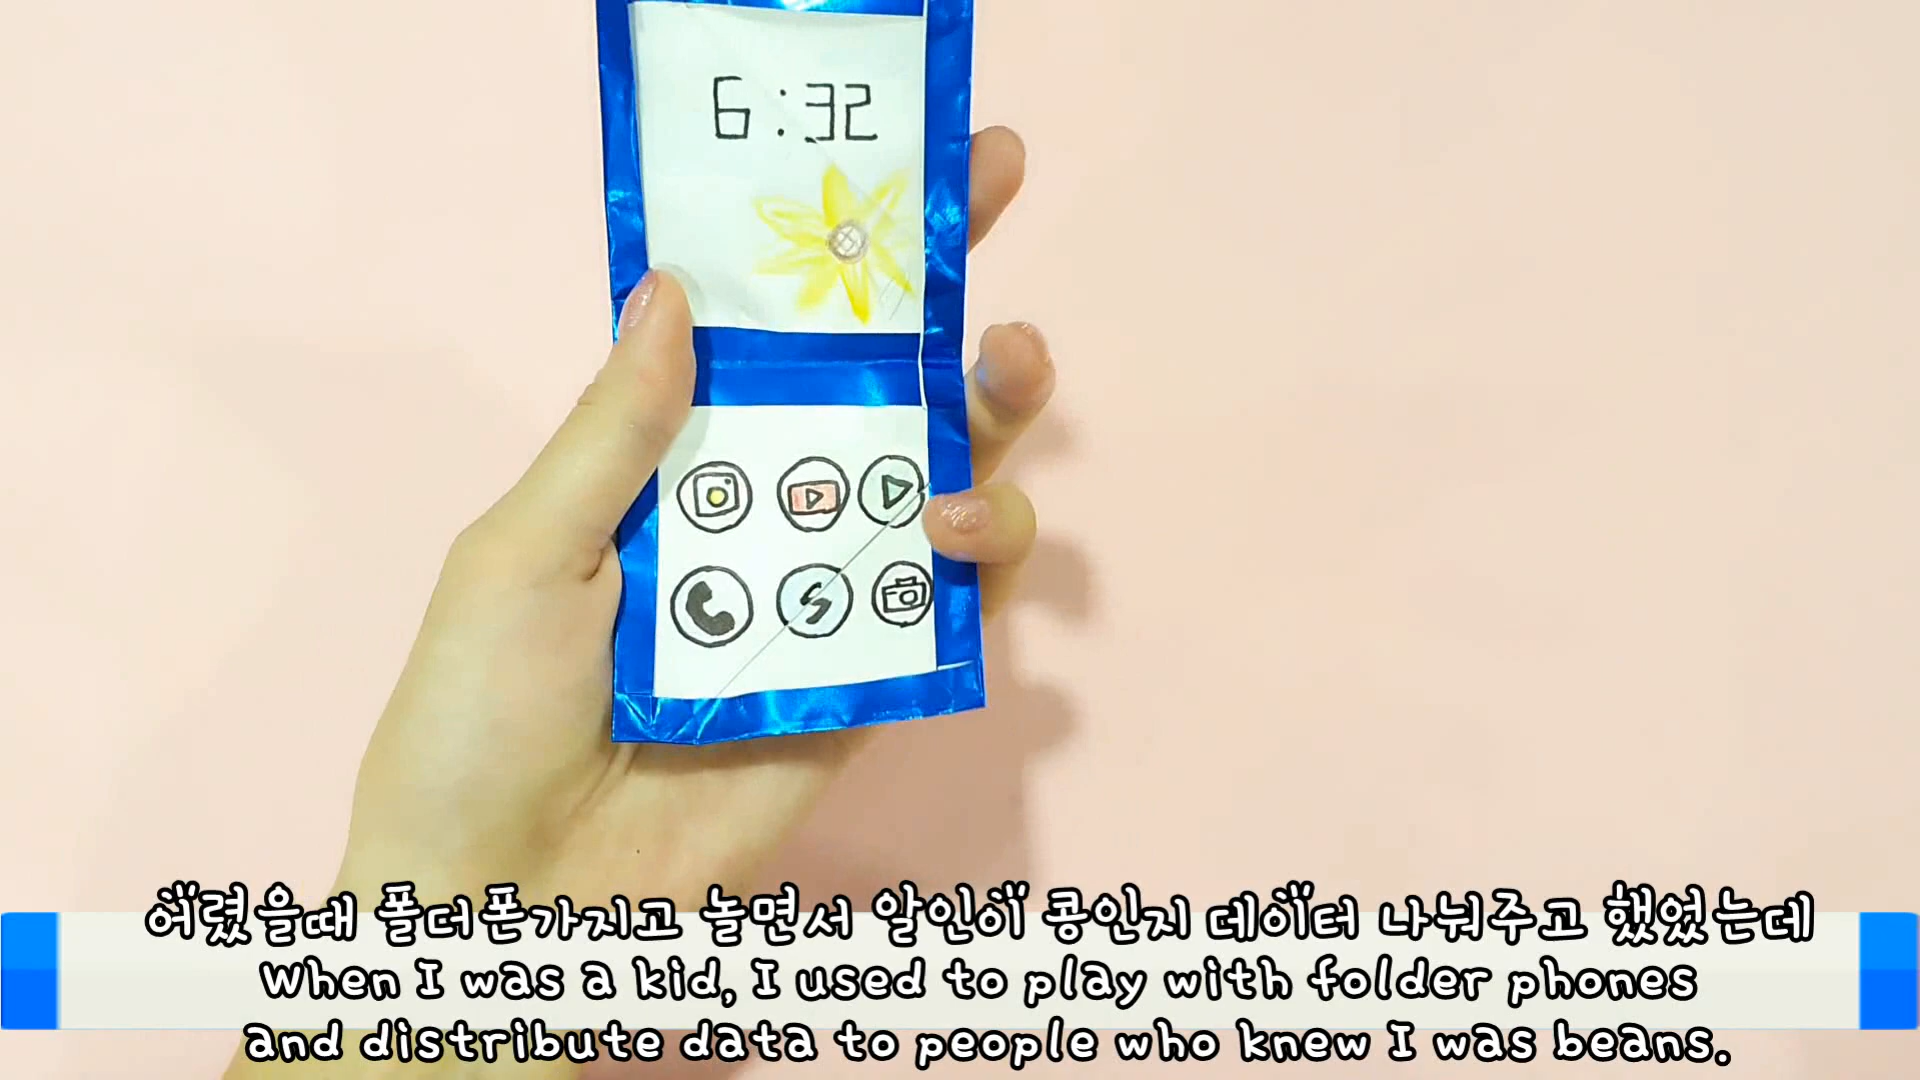 6:32
S
어렸을때 폴더폰가지고 놀면서 알인이 콩인지 데이터 나눠주고 했었는데
When I was a kid, I used to play with folder phones
and distribute data to people who knew I was beans.